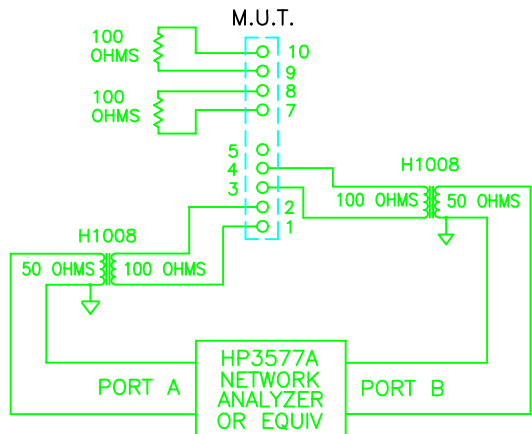 M.U.T.
100
OHMS
10
9
100
OHMS
8
7
5
4
3
2
1
H1008
100 OHMS
50 OHMS
H1008
50 OHMS
100 OHMS
PORT A
HP3577A
NETWORK
ANALYZER
OR EQUIV
PORT B